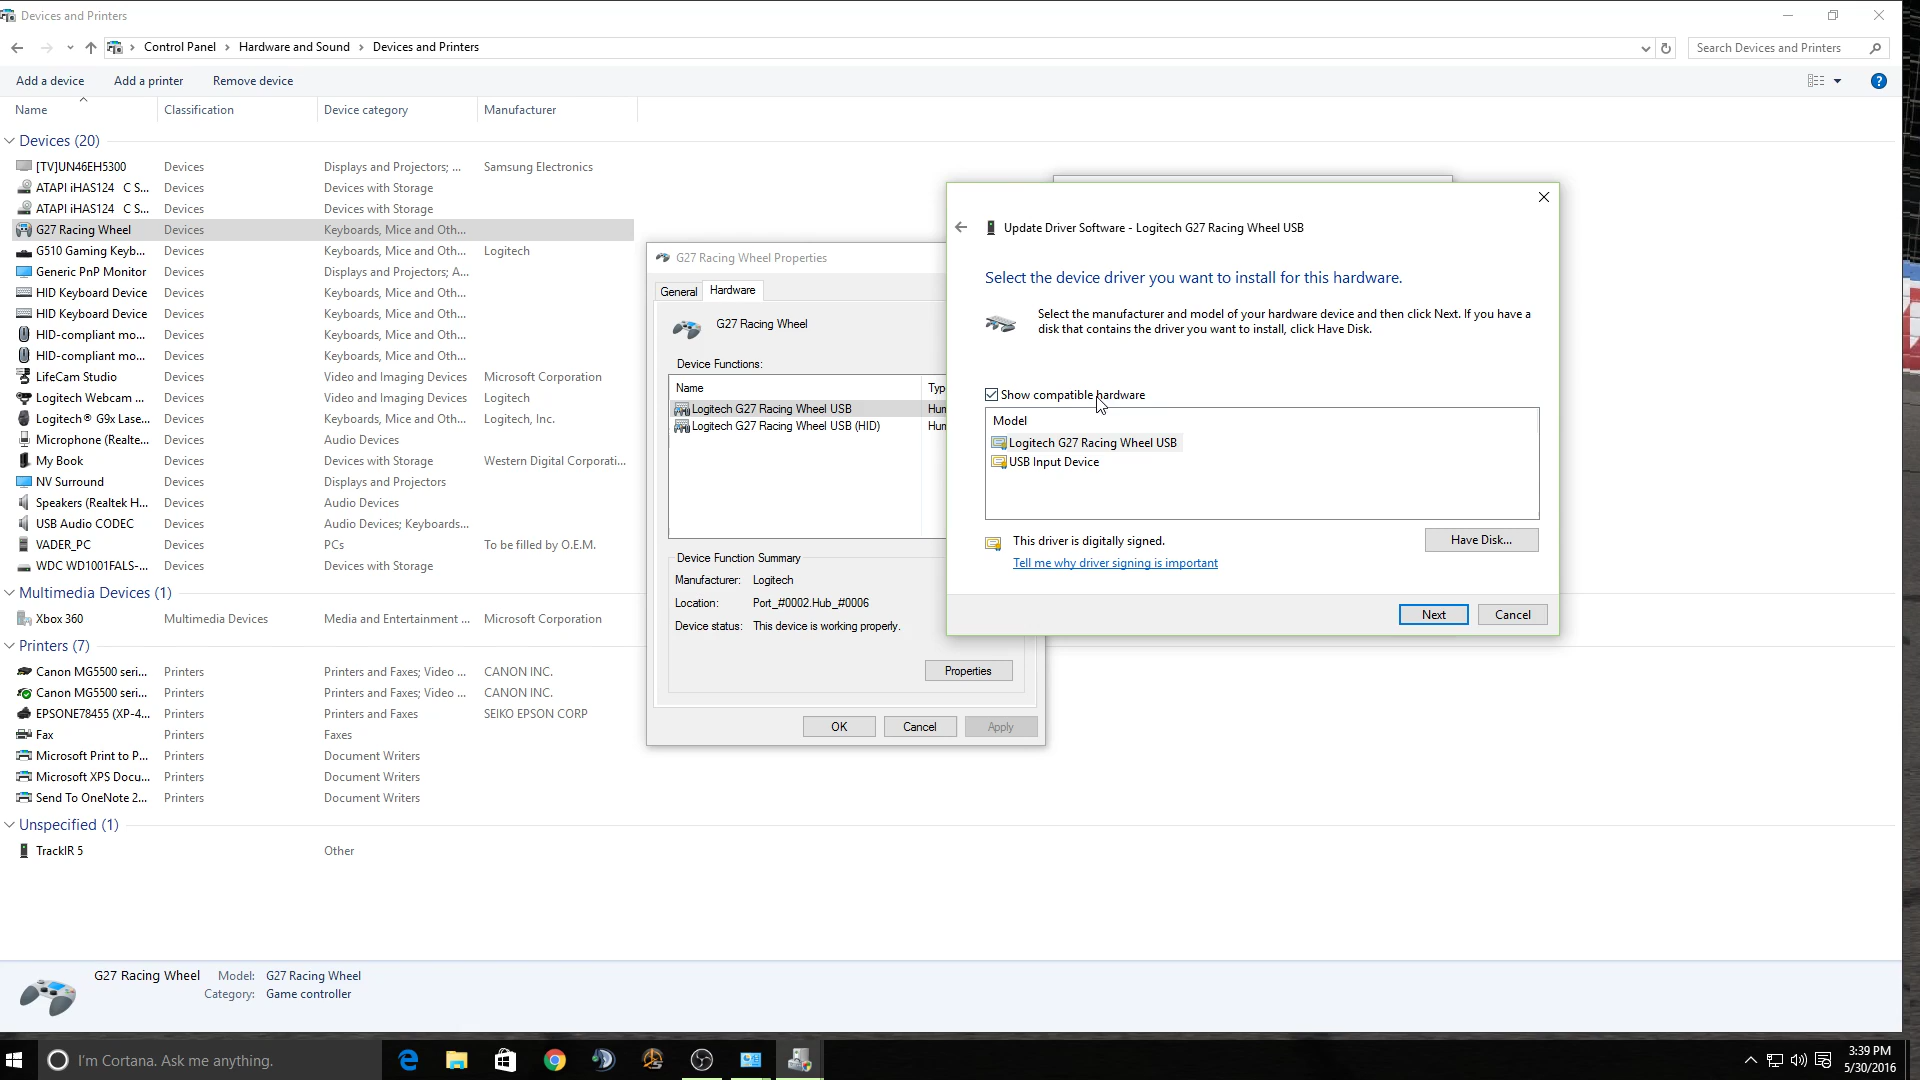 Devices and Printers
Control Panel > Hardware and Sound > Devices and Printers
Search Devices and Printers
Add a device Add a printer Remove device
Name Classification Device category Manufacturer
Devices (20)
[TV]UN46EH5300 Devices Displays and Projectors; ... Samsung Electronics
ATAPI iHAS124 C S... Devices Devices with Storage
ATAPI iHAS124 C S... Devices Devices with Storage
G27 Racing Wheel Devices Keyboards, Mice and Oth...
G510 Gaming Keyb... Devices Keyboards, Mice and Oth... Logitech
Generic PnP Monitor Devices Displays and Projectors; A...
HID Keyboard Device Devices Keyboards, Mice and Oth...
HID Keyboard Device Devices Keyboards, Mice and Oth...
HID-compliant mo... Devices Keyboards, Mice and Oth...
HID-compliant mo... Devices Keyboards, Mice and Oth...
LifeCam Studio Devices Video and Imaging Devices Microsoft Corporation
Logitech Webcam ... Devices Video and Imaging Devices Logitech
Logitech® G9x Lase... Devices Keyboards, Mice and Oth... Logitech, Inc.
Microphone (Realte... Devices Audio Devices
My Book Devices Devices with Storage Western Digital Corporati...
NV Surround Devices Displays and Projectors
Speakers (Realtek H... Devices Audio Devices
USB Audio CODEC Devices Audio Devices; Keyboards...
VADER_PC Devices PCs To be filled by O.E.M.
WDC WD1001FALS-... Devices Devices with Storage
Multimedia Devices (1)
Xbox 360 Multimedia Devices Media and Entertainment ... Microsoft Corporation
Printers (7)
Canon MG5500 seri... Printers Printers and Faxes; Video ... CANON INC.
Canon MG5500 seri... Printers Printers and Faxes; Video ... CANON INC.
EPSONE78455 (XP-4... Printers Printers and Faxes SEIKO EPSON CORP
Fax Printers Faxes
Microsoft Print to P... Printers Document Writers
Microsoft XPS Docu... Printers Document Writers
Send To OneNote 2... Printers Document Writers
Unspecified (1)
TrackIR 5 Other
G27 Racing Wheel Properties
General Hardware
G27 Racing Wheel
Device Functions:
Name Typ
Logitech G27 Racing Wheel USB Hum
Logitech G27 Racing Wheel USB (HID) Hum
Device Function Summary
Manufacturer: Logitech
Location: Port_#0002.Hub_#0006
Device status: This device is working properly.
Properties
OK Cancel Apply
Update Driver Software - Logitech G27 Racing Wheel USB
Select the device driver you want to install for this hardware.
Select the manufacturer and model of your hardware device and then click Next. If you have a
disk that contains the driver you want to install, click Have Disk.
Show compatible hardware
Model
Logitech G27 Racing Wheel USB
USB Input Device
This driver is digitally signed.
Have Disk...
Tell me why driver signing is important
Next Cancel
G27 Racing Wheel Model: G27 Racing Wheel
Category: Game controller
I'm Cortana. Ask me anything.
3:39 PM
5/30/2016